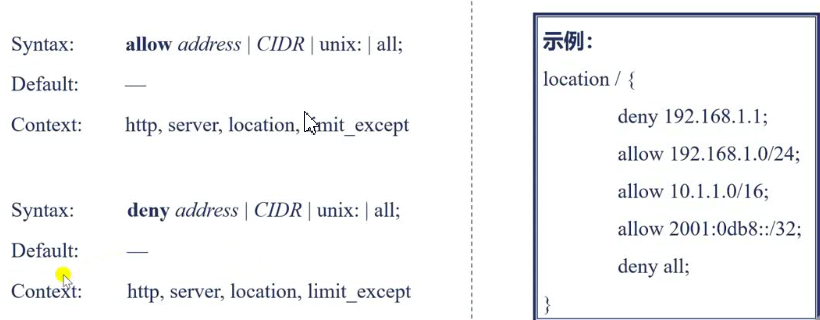 Syntax: allow address | CIDR | unix: | all;
Default: —
Context: http, server, location, limit_except
Syntax: deny address | CIDR | unix: | all;
Default: —
Context: http, server, location, limit_except
示例：
location / {
deny 192.168.1.1;
allow 192.168.1.0/24;
allow 10.1.1.0/16;
allow 2001:0db8::/32;
deny all;
}